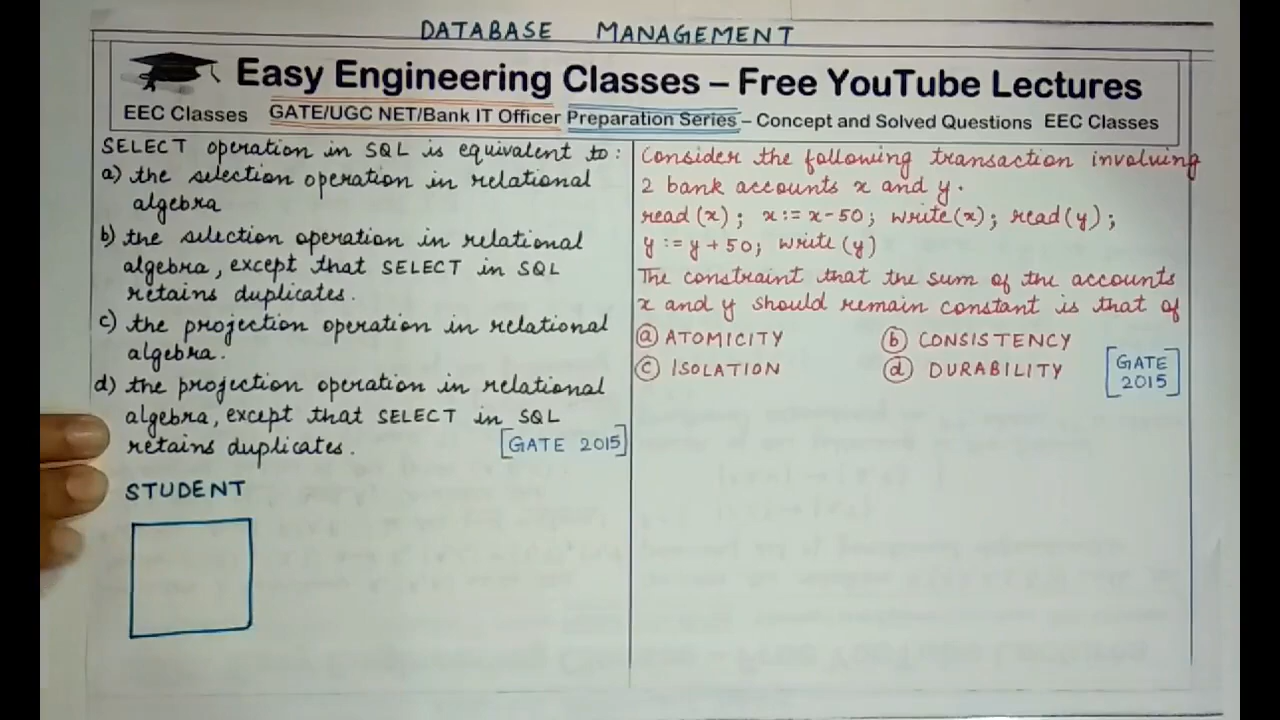 DATABASE MANAGEMENT
Easy Engineering Classes – Free YouTube Lectures
EEC Classes GATE/UGC NET/Bank IT Officer Preparation Series – Concept and Solved Questions EEC Classes
SELECT operation in SQL is equivalent to:
a) the selection operation in relational
algebra
b) the selection operation in relational
algebra, except that SELECT in SQL
retains duplicates.
c) the projection operation in relational
algebra.
d) the projection operation in relational
algebra, except that SELECT in SQL
retains duplicates. [GATE 2015]
STUDENT
Consider the following transaction involving
2 bank accounts x and y.
read(x); x:= x-50; write(x); read(y);
y:= y+50; write(y)
The constraint that the sum of the accounts
x and y should remain constant is that of
(a) ATOMICITY (b) CONSISTENCY
(c) ISOLATION (d) DURABILITY [GATE
2015]